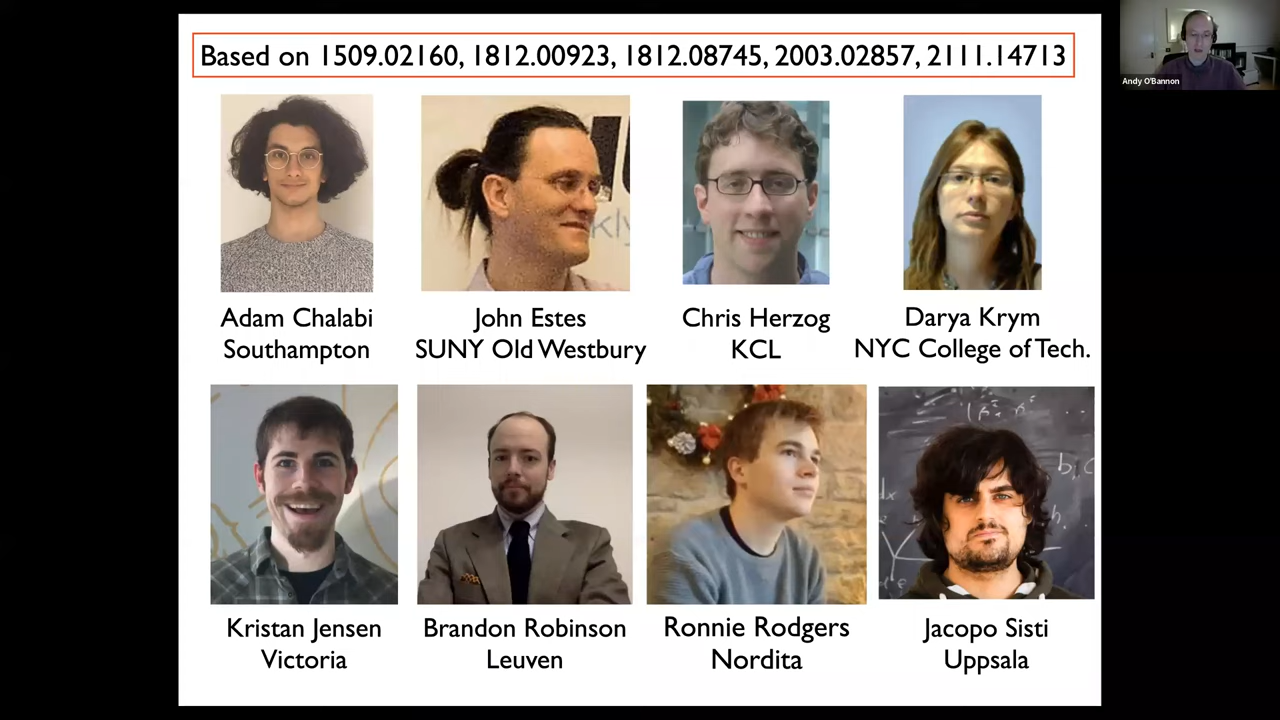 Based on 1509.02160, 1812.00923, 1812.08745, 2003.02857, 2111.14713
Andy O'Bannon
Adam Chalabi
Southampton
John Estes
SUNY Old Westbury
Chris Herzog
KCL
Darya Krym
NYC College of Tech.
Kristan Jensen
Victoria
Brandon Robinson
Leuven
Ronnie Rodgers
Nordita
Jacopo Sisti
Uppsala